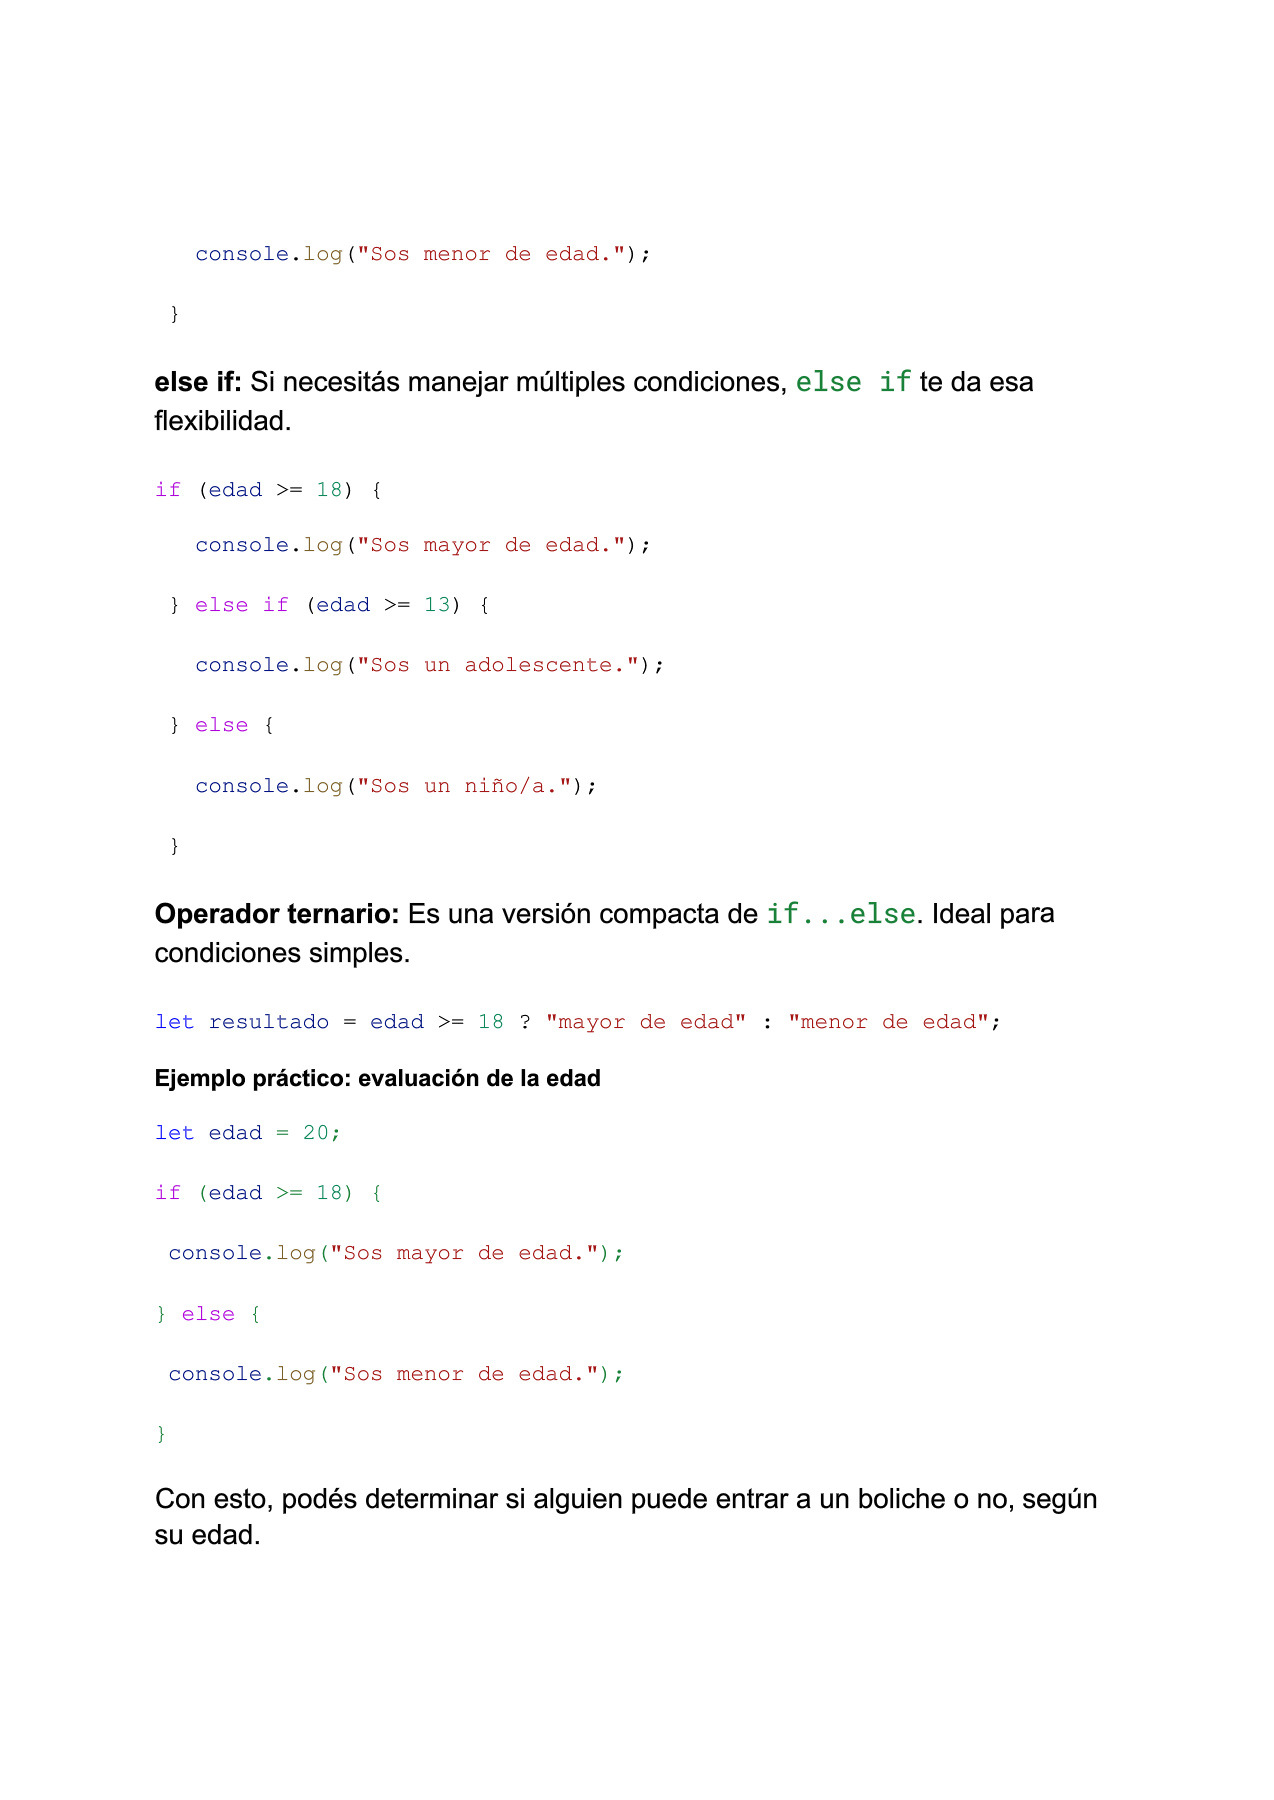 console.log("Sos menor de edad.");
}
else if: Si necesitás manejar múltiples condiciones, else if te da esa
flexibilidad.
if (edad >= 18) {
console.log("Sos mayor de edad.");
} else if (edad >= 13) {
console.log("Sos un adolescente.");
} else {
console.log("Sos un niño/a.");
}
Operador ternario: Es una versión compacta de if...else. Ideal para
condiciones simples.
let resultado = edad >= 18 ? "mayor de edad" : "menor de edad";
Ejemplo práctico: evaluación de la edad
let edad = 20;
if (edad >= 18) {
console.log("Sos mayor de edad.");
} else {
console.log("Sos menor de edad.");
}
Con esto, podés determinar si alguien puede entrar a un boliche o no, según
su edad.